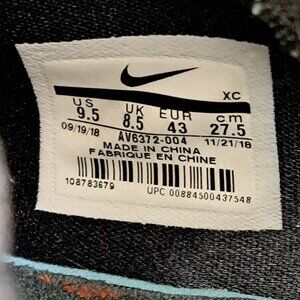 XC
US UK EUR cm
9.5 8.5 43 27.5
09/19/18 AV6372-004 11/21/18
MADE IN CHINA
FABRIQUE EN CHINE
108783679
UPC 00884500437548